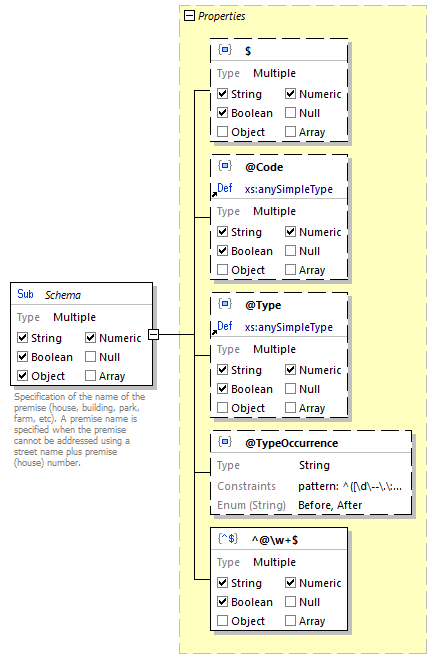 Properties
{} $
Type Multiple
String Numeric
Boolean Null
Object Array
{} @Code
Def xs:anySimpleType
Type Multiple
String Numeric
Boolean Null
Object Array
{} @Type
Def xs:anySimpleType
Type Multiple
String Numeric
Boolean Null
Object Array
Sub Schema
Type Multiple
String Numeric
Boolean Null
Object Array
Specification of the name of the
premise (house, building, park,
farm, etc). A premise name is
specified when the premise
cannot be addressed using a
street name plus premise
(house) number.
{} @TypeOccurrence
Type String
Constraints pattern: ^([\d\--\.\:...
Enum (String) Before, After
{^$} ^@\w+$
Type Multiple
String Numeric
Boolean Null
Object Array